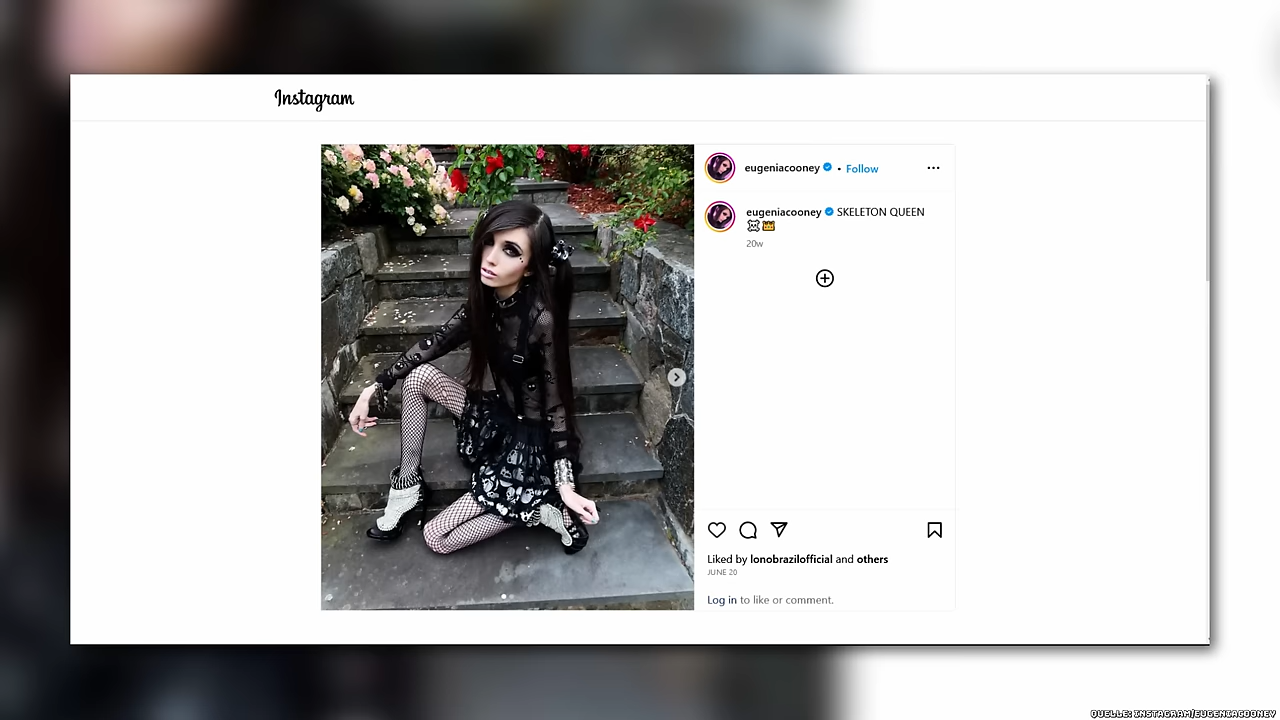 Instagram
eugeniacooney • Follow
eugeniacooney SKELETON QUEEN
☠️👑
20w
Liked by lonobrazilofficial and others
JUNE 20
Log in to like or comment.
QUELLE: INSTAGRAM/EUGENIACOONEY